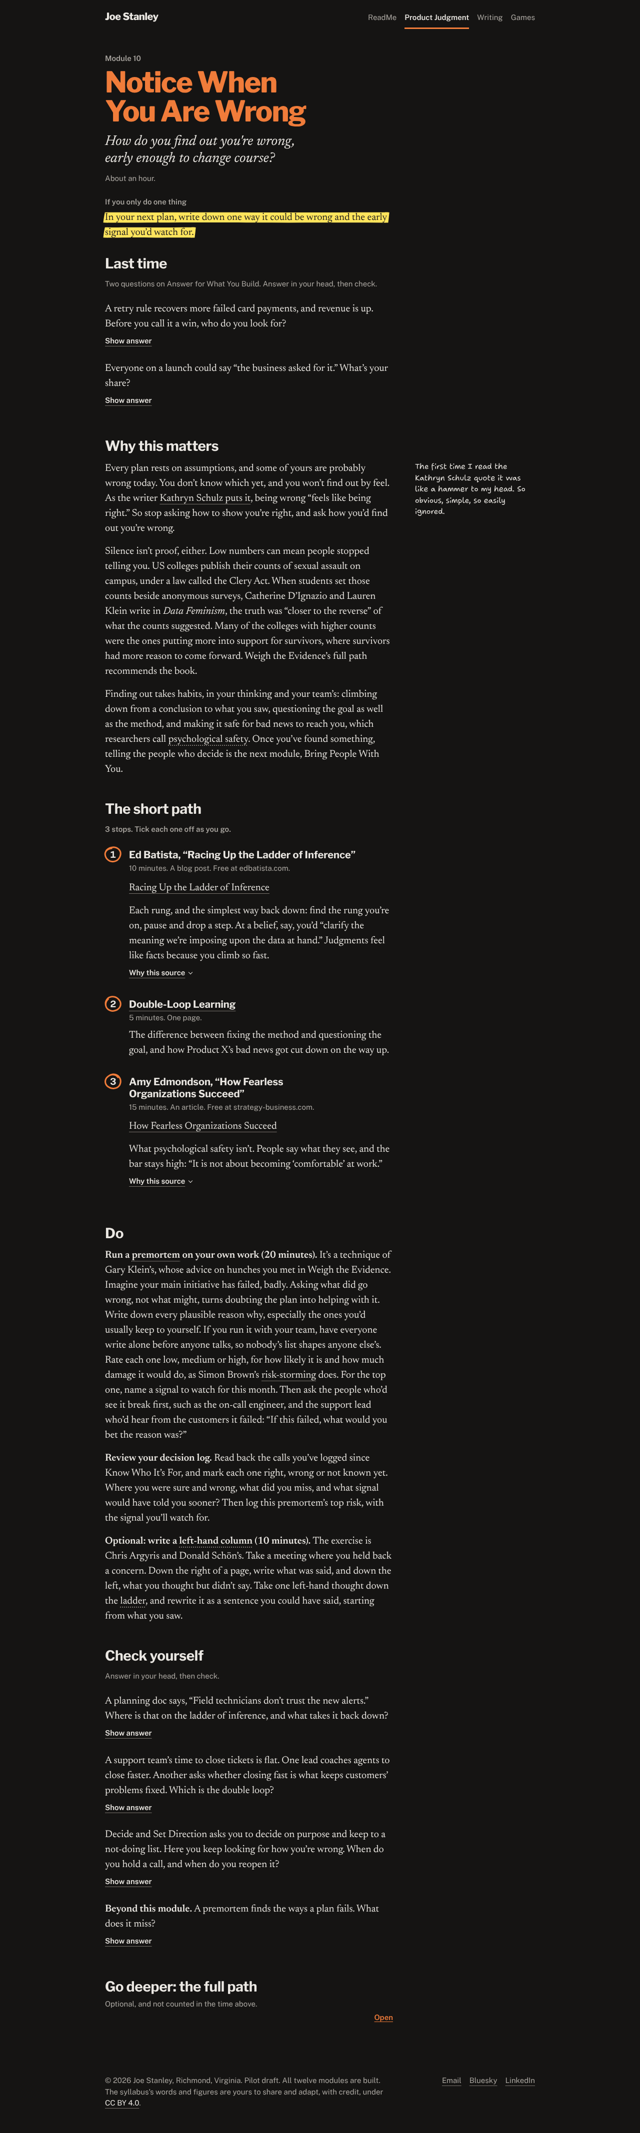 Joe Stanley
ReadMe Product Judgment Writing Games
Module 10
Notice When
You Are Wrong
How do you find out you're wrong,
early enough to change course?
About an hour.
If you only do one thing
In your next plan, write down one way it could be wrong and the early
signal you'd watch for.
Last time
Two questions on Answer for What You Build. Answer in your head, then check.
A retry rule recovers more failed card payments, and revenue is up.
Before you call it a win, who do you look for?
Show answer
Everyone on a launch could say “the business asked for it.” What's your
share?
Show answer
Why this matters
Every plan rests on assumptions, and some of yours are probably
wrong today. You don't know which yet, and you won't find out by feel.
As the writer Kathryn Schulz puts it, being wrong “feels like being
right.” So stop asking how to show you're right, and ask how you'd find
out you're wrong.
The first time I read the
Kathryn Schulz quote it was
like a hammer to my head. So
obvious, simple, so easily
ignored.
Silence isn't proof, either. Low numbers can mean people stopped
telling you. US colleges publish their counts of sexual assault on
campus, under a law called the Clery Act. When students set those
counts beside anonymous surveys, Catherine D'Ignazio and Lauren
Klein write in Data Feminism, the truth was “closer to the reverse” of
what the counts suggested. Many of the colleges with higher counts
were the ones putting more into support for survivors, where survivors
had more reason to come forward. Weigh the Evidence's full path
recommends the book.
Finding out takes habits, in your thinking and your team's: climbing
down from a conclusion to what you saw, questioning the goal as well
as the method, and making it safe for bad news to reach you, which
researchers call psychological safety. Once you've found something,
telling the people who decide is the next module, Bring People With
You.
The short path
3 stops. Tick each one off as you go.
1 Ed Batista, “Racing Up the Ladder of Inference”
10 minutes. A blog post. Free at edbatista.com.
Racing Up the Ladder of Inference
Each rung, and the simplest way back down: find the rung you're
on, pause and drop a step. At a belief, say, you'd “clarify the
meaning we're imposing upon the data at hand.” Judgments feel
like facts because you climb so fast.
Why this source
2 Double-Loop Learning
5 minutes. One page.
The difference between fixing the method and questioning the
goal, and how Product X's bad news got cut down on the way up.
3 Amy Edmondson, “How Fearless
Organizations Succeed”
15 minutes. An article. Free at strategy-business.com.
How Fearless Organizations Succeed
What psychological safety isn't. People say what they see, and the
bar stays high: “It is not about becoming ‘comfortable’ at work.”
Why this source
Do
Run a premortem on your own work (20 minutes). It's a technique of
Gary Klein's, whose advice on hunches you met in Weigh the Evidence.
Imagine your main initiative has failed, badly. Asking what did go
wrong, not what might, turns doubting the plan into helping with it.
Write down every plausible reason why, especially the ones you'd
usually keep to yourself. If you run it with your team, have everyone
write alone before anyone talks, so nobody's list shapes anyone else's.
Rate each one low, medium or high, for how likely it is and how much
damage it would do, as Simon Brown's risk-storming does. For the top
one, name a signal to watch for this month. Then ask the people who'd
see it break first, such as the on-call engineer, and the support lead
who'd hear from the customers it failed: “If this failed, what would you
bet the reason was?”
Review your decision log. Read back the calls you've logged since
Know Who It's For, and mark each one right, wrong or not known yet.
Where you were sure and wrong, what did you miss, and what signal
would have told you sooner? Then log this premortem's top risk, with
the signal you'll watch for.
Optional: write a left-hand column (10 minutes). The exercise is
Chris Argyris and Donald Schön's. Take a meeting where you held back
a concern. Down the right of a page, write what was said, and down the
left, what you thought but didn't say. Take one left-hand thought down
the ladder, and rewrite it as a sentence you could have said, starting
from what you saw.
Check yourself
Answer in your head, then check.
A planning doc says, “Field technicians don't trust the new alerts.”
Where is that on the ladder of inference, and what takes it back down?
Show answer
A support team's time to close tickets is flat. One lead coaches agents to
close faster. Another asks whether closing fast is what keeps customers'
problems fixed. Which is the double loop?
Show answer
Decide and Set Direction asks you to decide on purpose and keep to a
not-doing list. Here you keep looking for how you're wrong. When do
you hold a call, and when do you reopen it?
Show answer
Beyond this module. A premortem finds the ways a plan fails. What
does it miss?
Show answer
Go deeper: the full path
Optional, and not counted in the time above.
Open
© 2026 Joe Stanley, Richmond, Virginia. Pilot draft. All twelve modules are built.
The syllabus's words and figures are yours to share and adapt, with credit, under
CC BY 4.0.
Email Bluesky LinkedIn